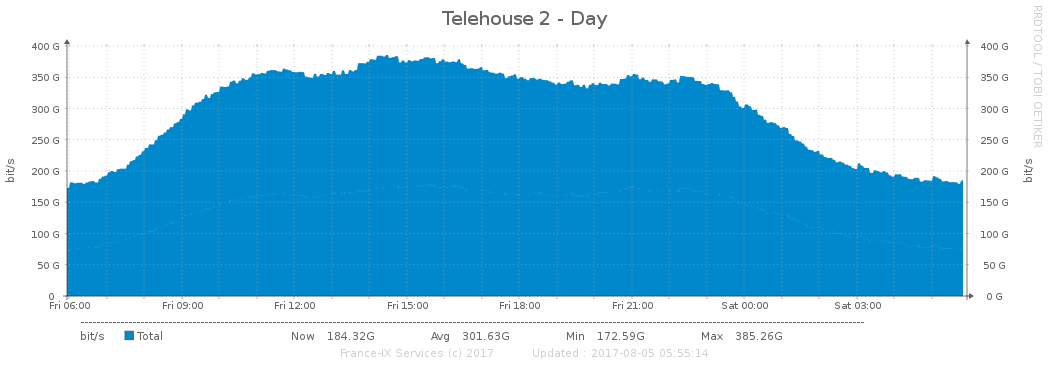 Telehouse 2 - Day
RRDTOOL / TOBI OETIKER
bit/s
bit/s
400 G
400 G
350 G
350 G
300 G
300 G
250 G
250 G
200 G
200 G
150 G
150 G
100 G
100 G
50 G
50 G
0
0 G
Fri 06:00 Fri 09:00 Fri 12:00 Fri 15:00 Fri 18:00 Fri 21:00 Sat 00:00 Sat 03:00
bit/s Total Now 184.32G Avg 301.63G Min 172.59G Max 385.26G
France-IX Services (c) 2017 Updated : 2017-08-05 05:55:14